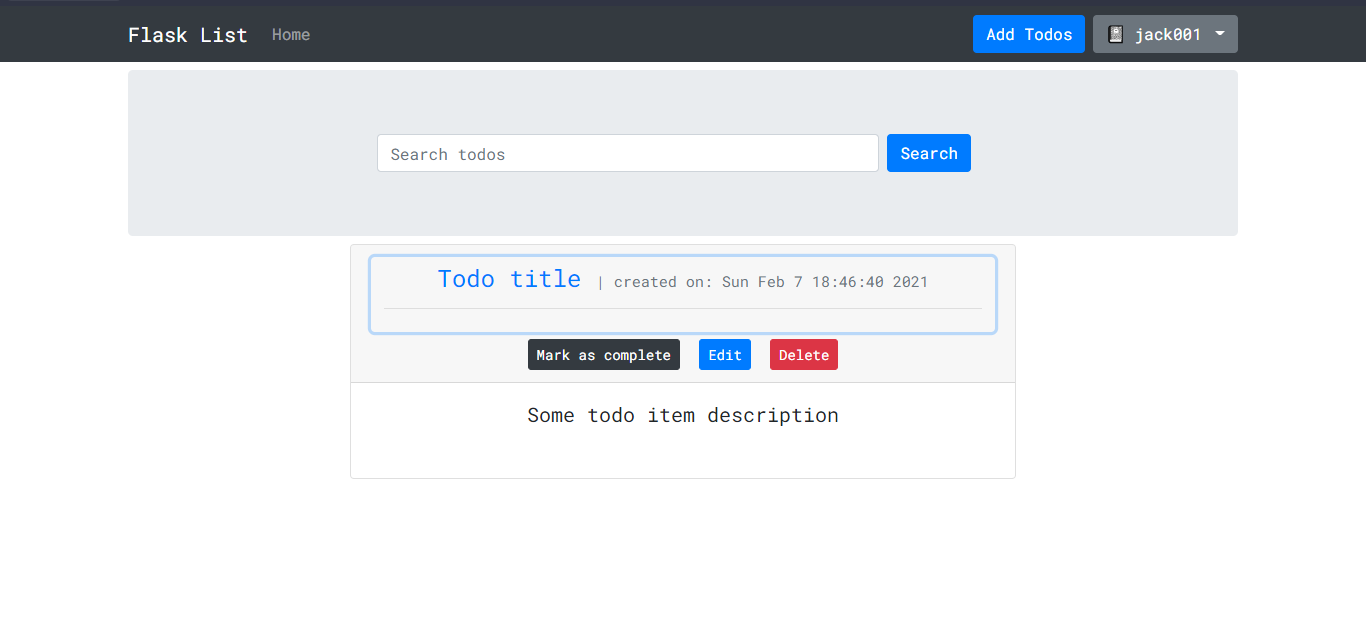 Flask List Home Add Todos jack001
Search todos Search
Todo title | created on: Sun Feb 7 18:46:40 2021
Mark as complete Edit Delete
Some todo item description